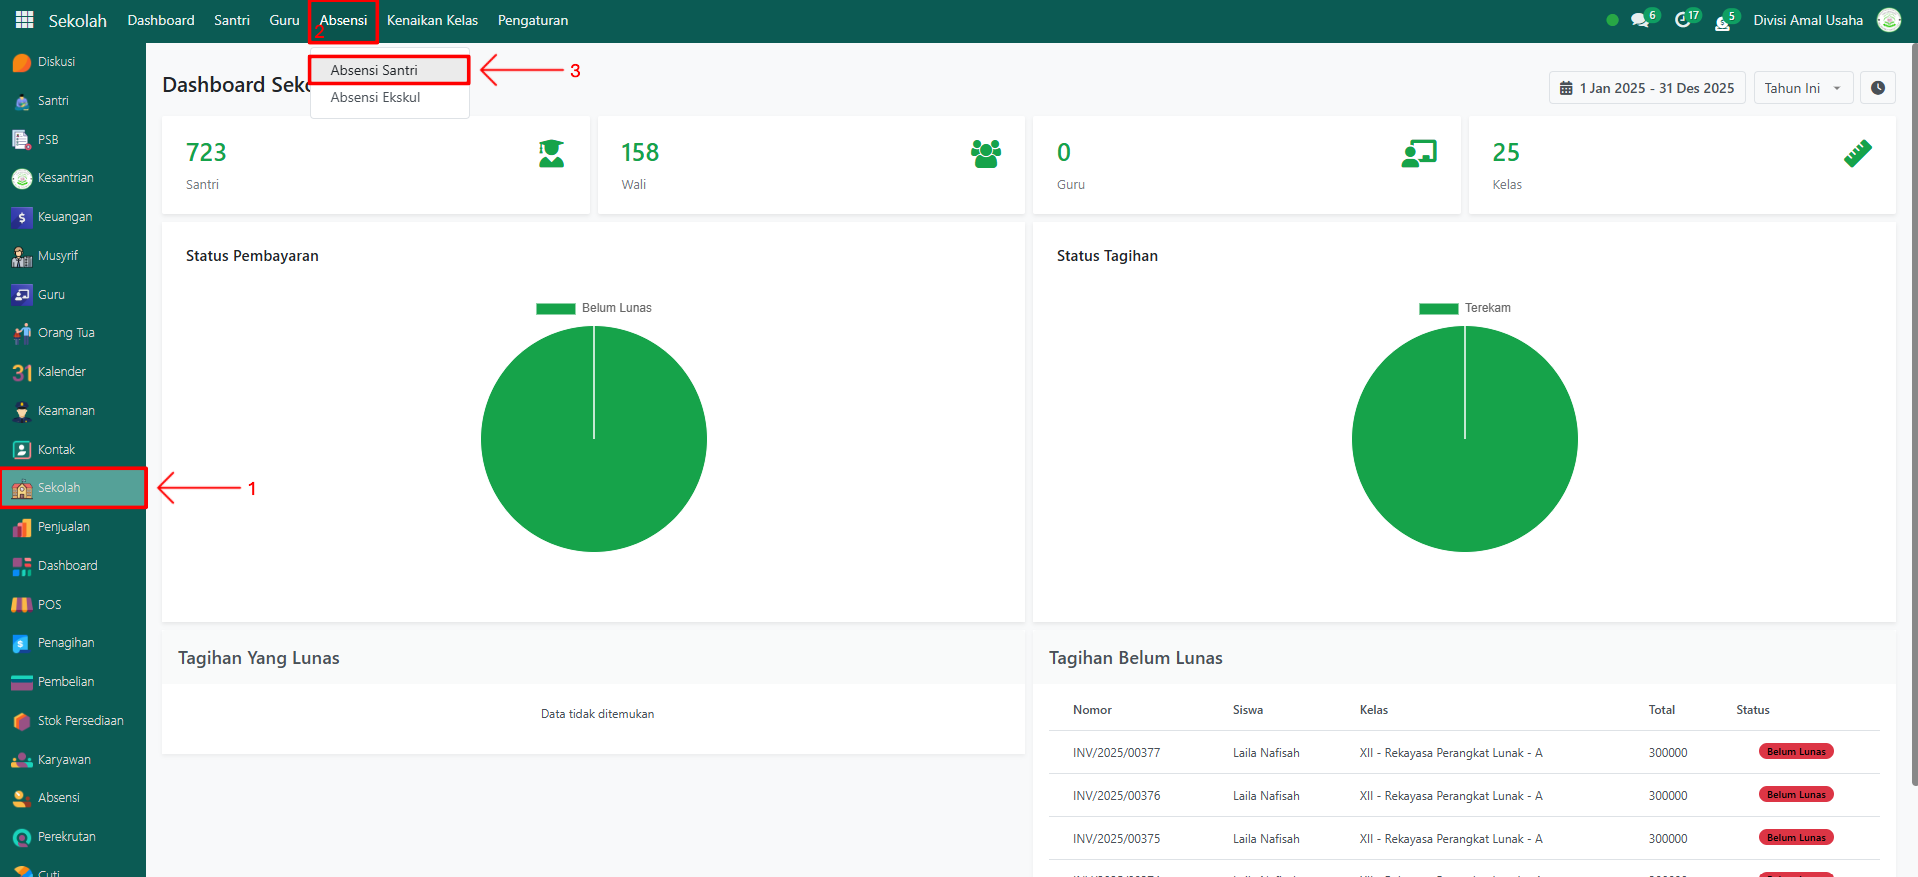 Sekolah Dashboard Santri Guru Absensi Kenaikan Kelas Pengaturan 6 17 5 Divisi Amal Usaha
2
Diskusi
Santri
PSB
Kesantrian
Keuangan
Musyrif
Guru
Orang Tua
31 Kalender
Keamanan
Kontak
Sekolah
Penjualan
Dashboard
POS
Penagihan
Pembelian
Stok Persediaan
Karyawan
Absensi
Perekrutan
Cuti
1
Absensi Santri
3
Absensi Ekskul
Dashboard Seko
1 Jan 2025 - 31 Des 2025 Tahun Ini
723
Santri
158
Wali
0
Guru
25
Kelas
Status Pembayaran
Belum Lunas
Status Tagihan
Terekam
Tagihan Yang Lunas
Data tidak ditemukan
Tagihan Belum Lunas
Nomor Siswa Kelas Total Status
INV/2025/00377 Laila Nafisah XII - Rekayasa Perangkat Lunak - A 300000 Belum Lunas
INV/2025/00376 Laila Nafisah XII - Rekayasa Perangkat Lunak - A 300000 Belum Lunas
INV/2025/00375 Laila Nafisah XII - Rekayasa Perangkat Lunak - A 300000 Belum Lunas